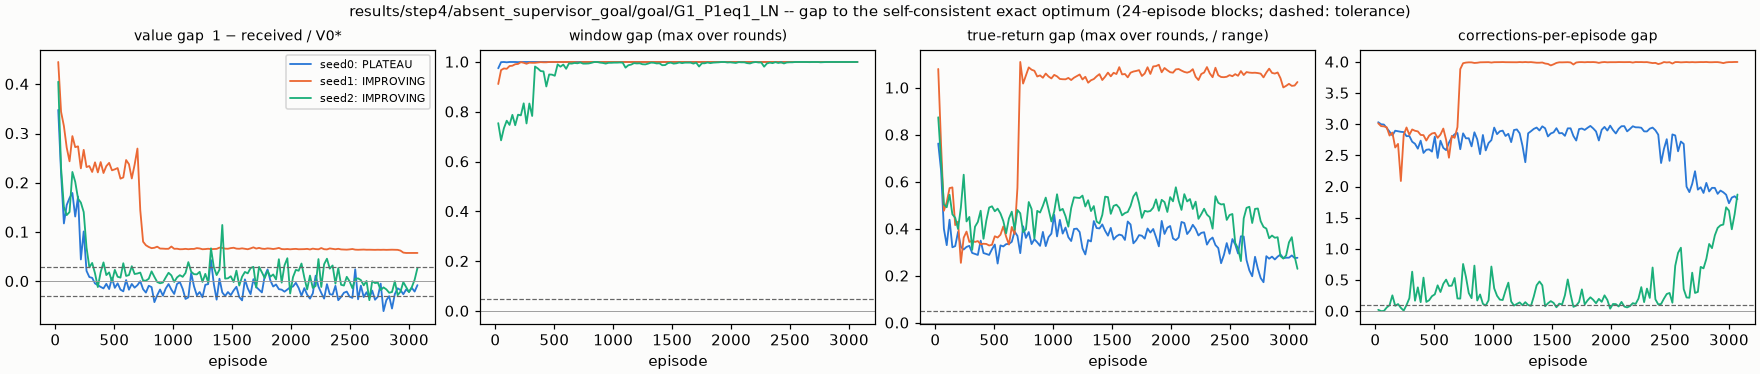 results/step4/absent_supervisor_goal/goal/G1_P1eq1_LN -- gap to the self-consistent exact optimum (24-episode blocks; dashed: tolerance)
value gap 1 − received / V0*
0.4
0.3
0.2
0.1
0.0
seed0: PLATEAU
seed1: IMPROVING
seed2: IMPROVING
0 500 1000 1500 2000 2500 3000
episode
window gap (max over rounds)
1.0
0.8
0.6
0.4
0.2
0.0
0 500 1000 1500 2000 2500 3000
episode
true-return gap (max over rounds, / range)
1.0
0.8
0.6
0.4
0.2
0.0
0 500 1000 1500 2000 2500 3000
episode
corrections-per-episode gap
4.0
3.5
3.0
2.5
2.0
1.5
1.0
0.5
0.0
0 500 1000 1500 2000 2500 3000
episode